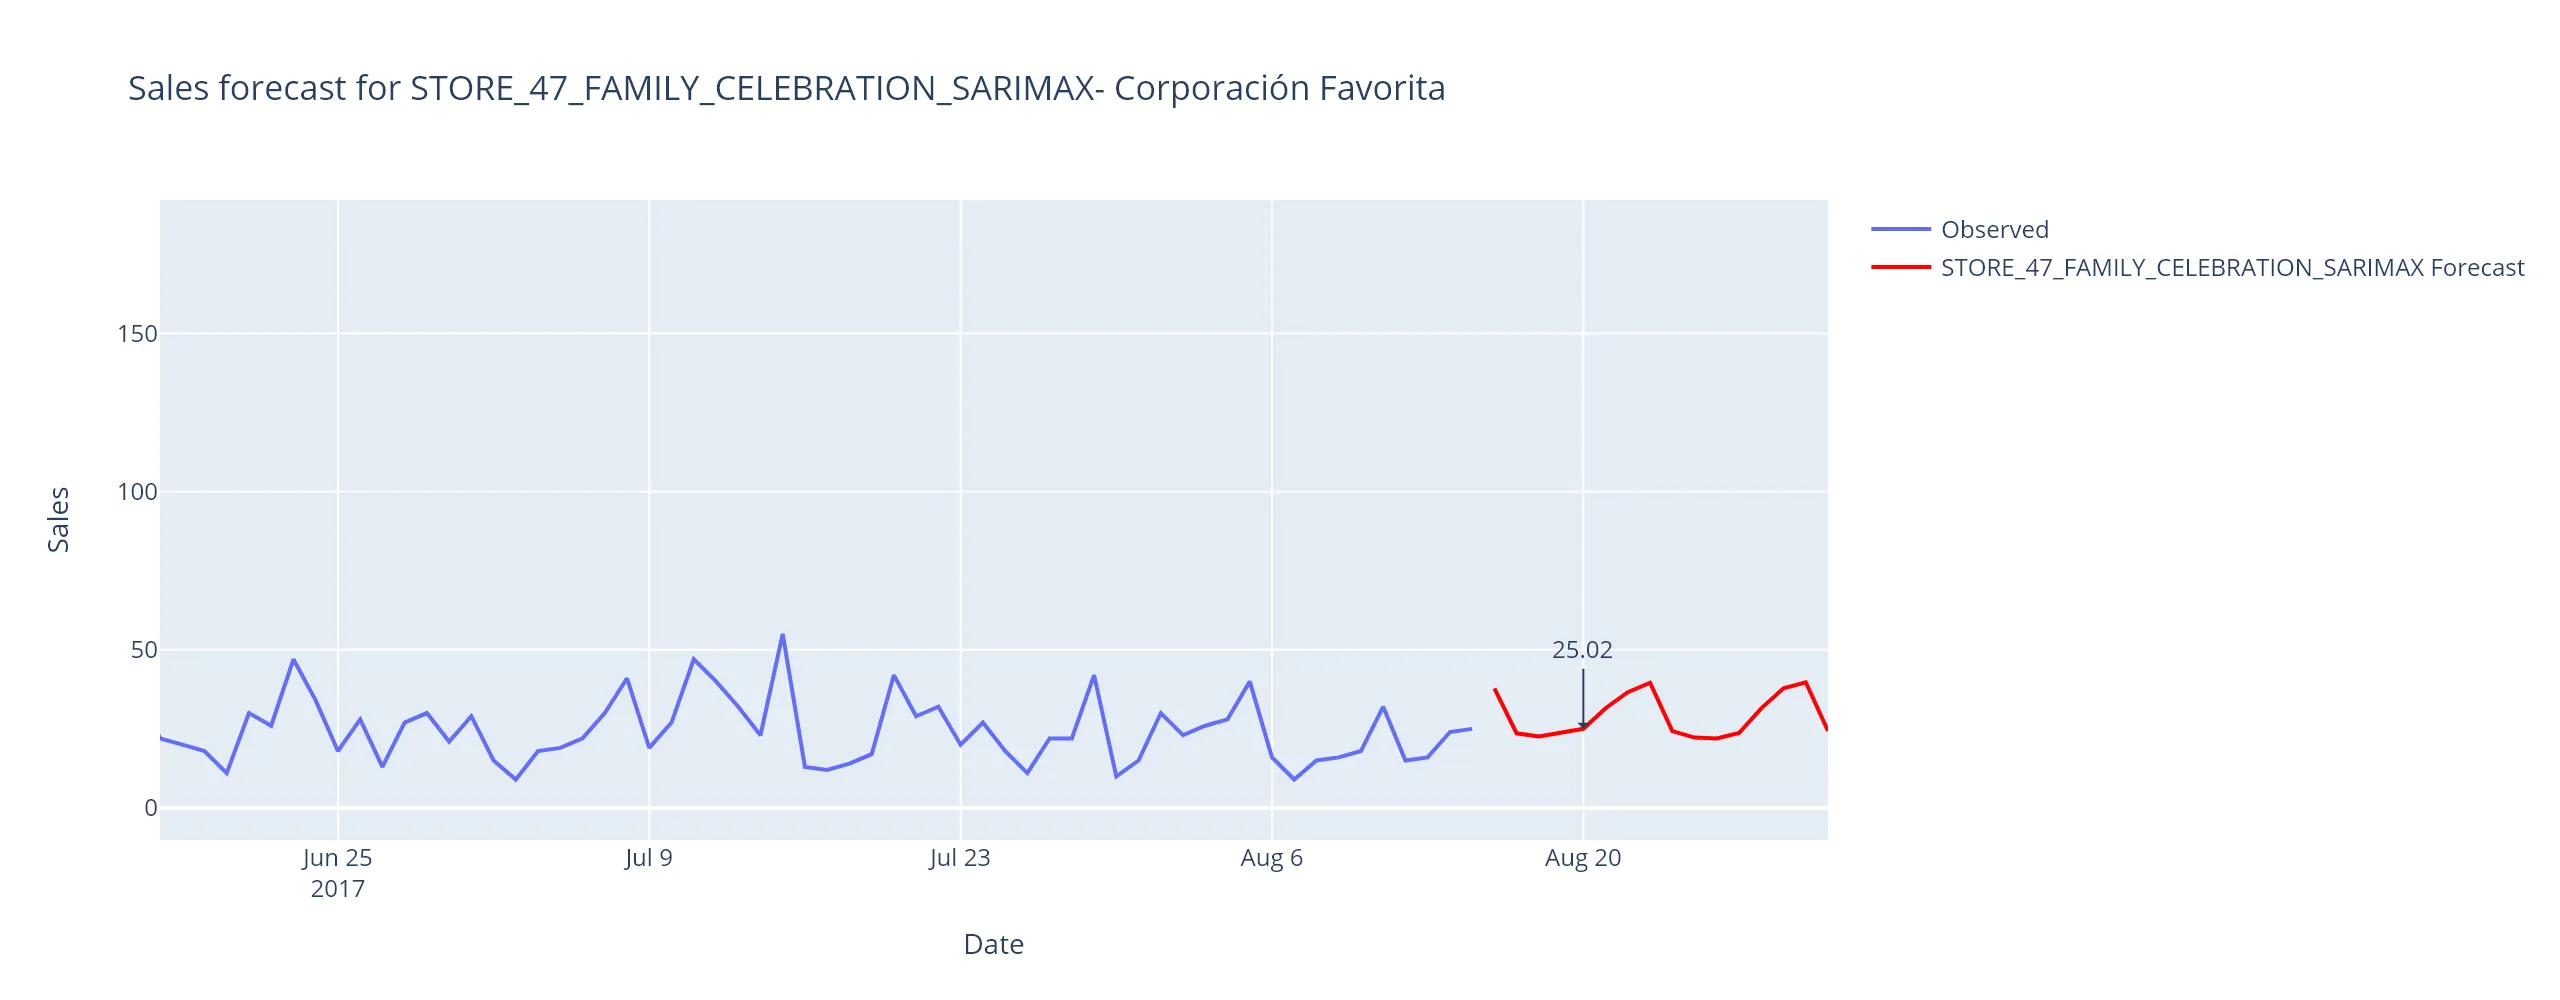 Sales forecast for STORE_47_FAMILY_CELEBRATION_SARIMAX- Corporación Favorita
Observed
STORE_47_FAMILY_CELEBRATION_SARIMAX Forecast
150
100
50
0
Sales
25.02
Jun 25
2017
Jul 9
Jul 23
Aug 6
Aug 20
Date